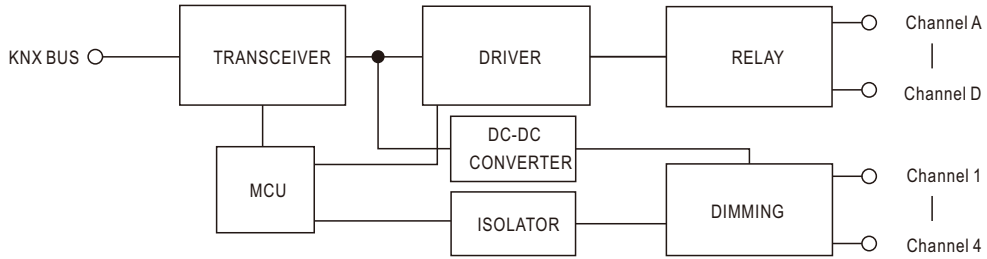 KNX BUS
TRANSCEIVER
DRIVER
RELAY
Channel A
Channel D
DC-DC
CONVERTER
MCU
ISOLATOR
DIMMING
Channel 1
Channel 4